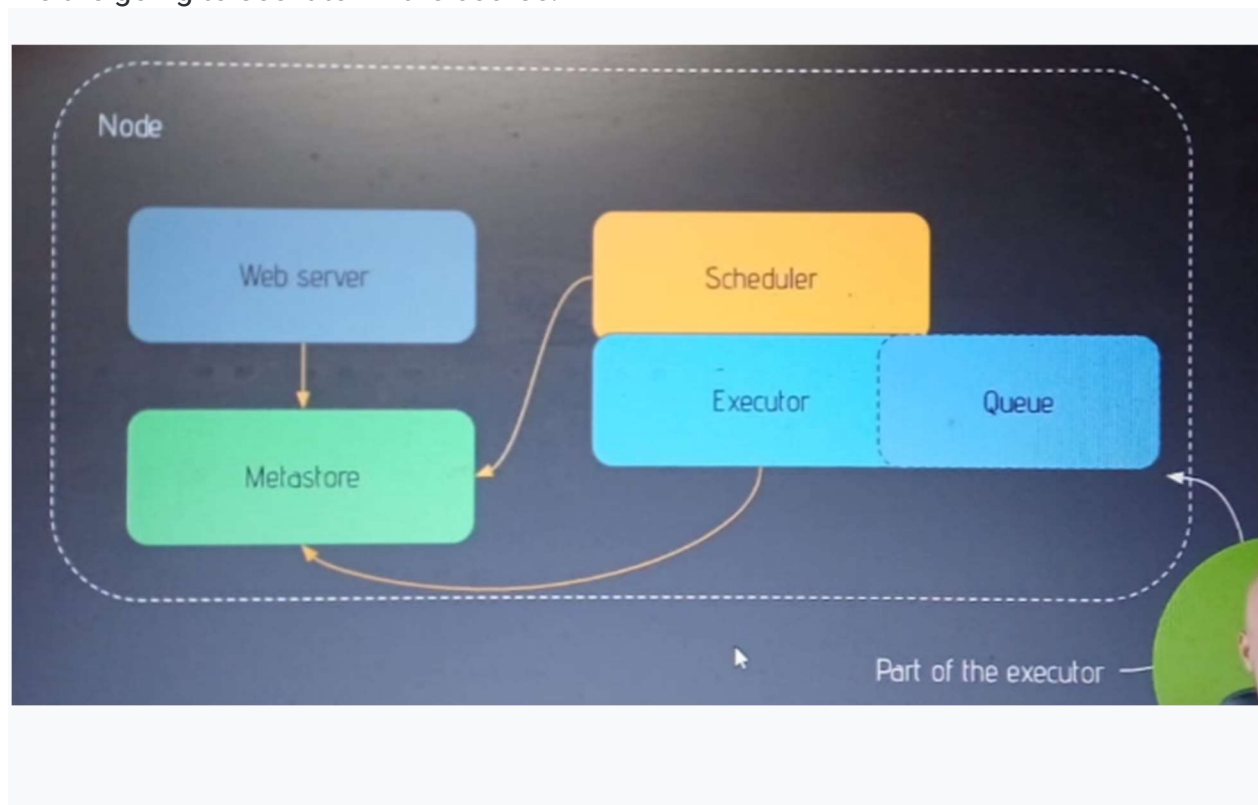 Node
Web server
Scheduler
Executor
Queue
Metastore
Part of the executor